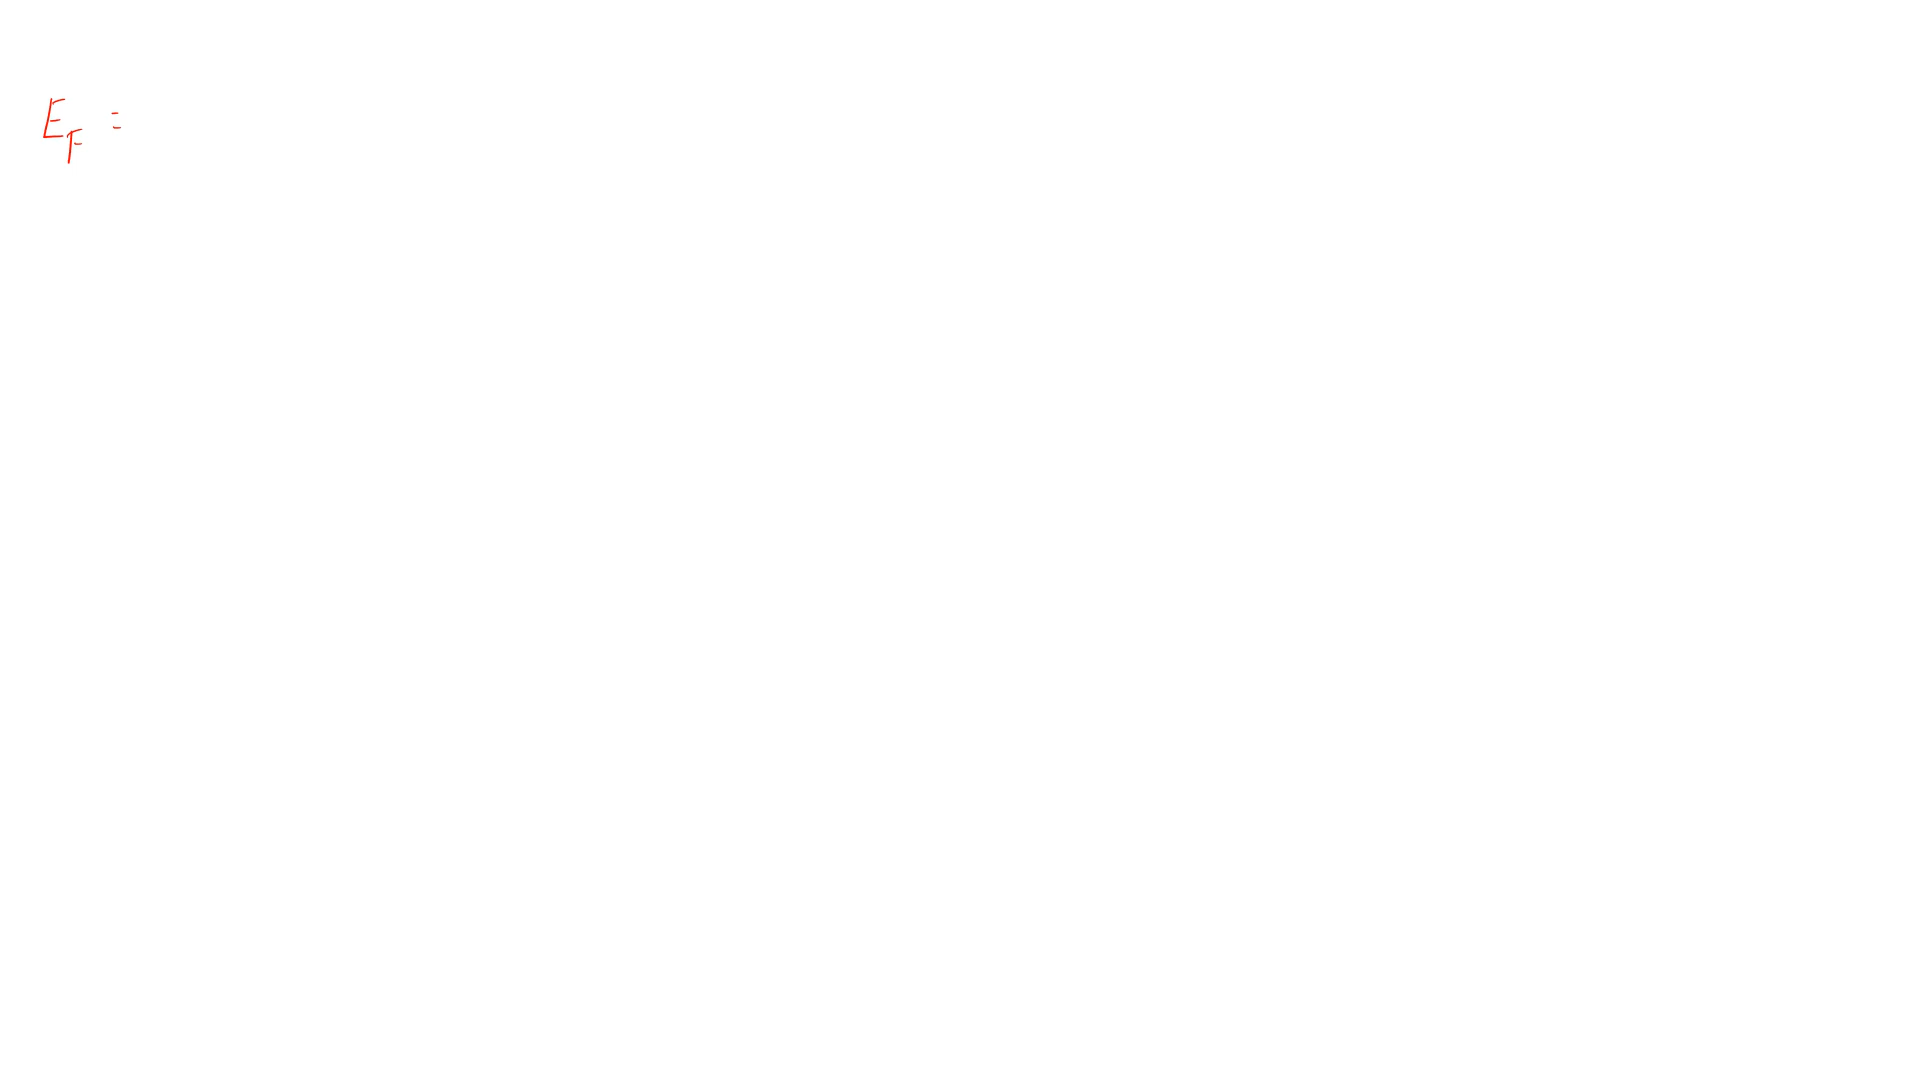 E_F =